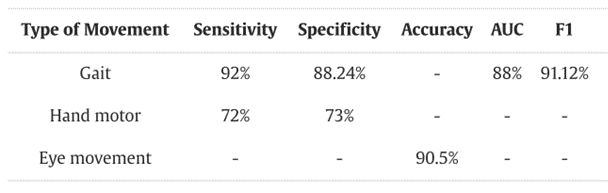 Type of Movement Sensitivity Specificity Accuracy AUC F1
Gait 92% 88.24% - 88% 91.12%
Hand motor 72% 73% - - -
Eye movement - - 90.5% - -